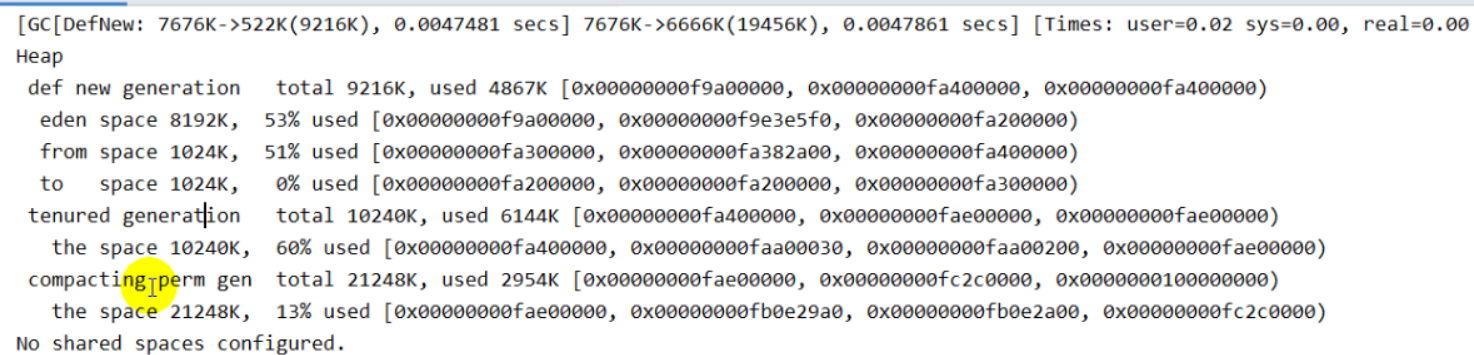 [GC[DefNew: 7676K->522K(9216K), 0.0047481 secs] 7676K->6666K(19456K), 0.0047861 secs] [Times: user=0.02 sys=0.00, real=0.00
Heap
def new generation   total 9216K, used 4867K [0x00000000f9a00000, 0x00000000fa400000, 0x00000000fa400000)
eden space 8192K,  53% used [0x00000000f9a00000, 0x00000000f9e3e5f0, 0x00000000fa200000)
from space 1024K,  51% used [0x00000000fa300000, 0x00000000fa382a00, 0x00000000fa400000)
to   space 1024K,   0% used [0x00000000fa200000, 0x00000000fa200000, 0x00000000fa300000)
tenured generation   total 10240K, used 6144K [0x00000000fa400000, 0x00000000fae00000, 0x00000000fae00000)
the space 10240K,  60% used [0x00000000fa400000, 0x00000000faa00030, 0x00000000faa00200, 0x00000000fae00000)
compacting perm gen  total 21248K, used 2954K [0x00000000fae00000, 0x00000000fc2c0000, 0x0000000100000000)
the space 21248K,  13% used [0x00000000fae00000, 0x00000000fb0e29a0, 0x00000000fb0e2a00, 0x00000000fc2c0000)
No shared spaces configured.